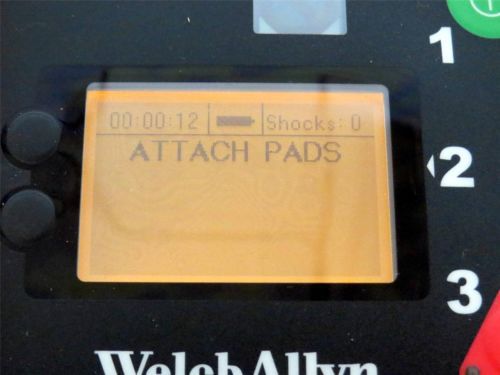 1
00:00:12 Shocks: 0
ATTACH PADS
2
3
WelchAllyn